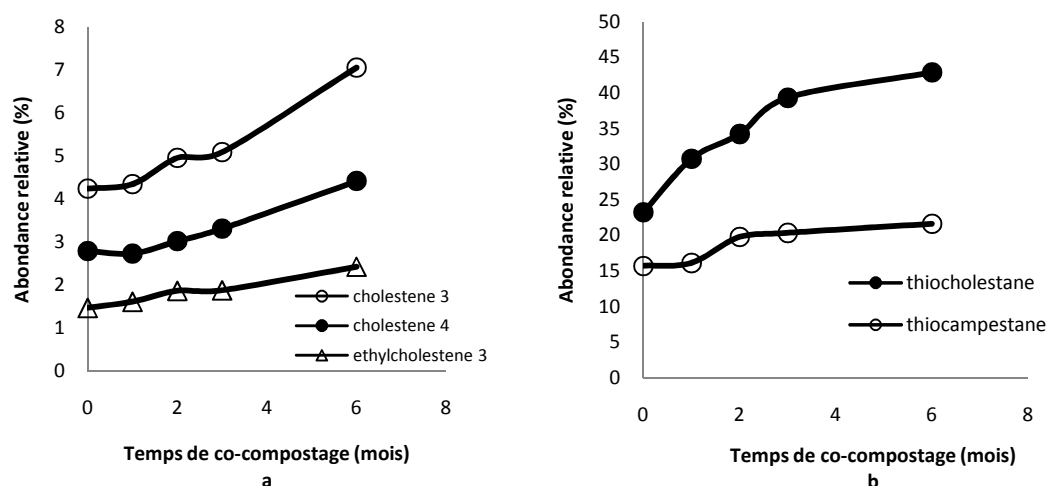 Abondance relative (%)
8
7
6
5
4
3
2
1
0
0
2
4
6
8
cholestene 3
cholestene 4
ethylcholestene 3
Temps de co-compostage (mois)
a
Abondance relative (%)
50
45
40
35
30
25
20
15
10
5
0
0
2
4
6
8
thiocholestane
thiocampestane
Temps de co-compostage (mois)
b